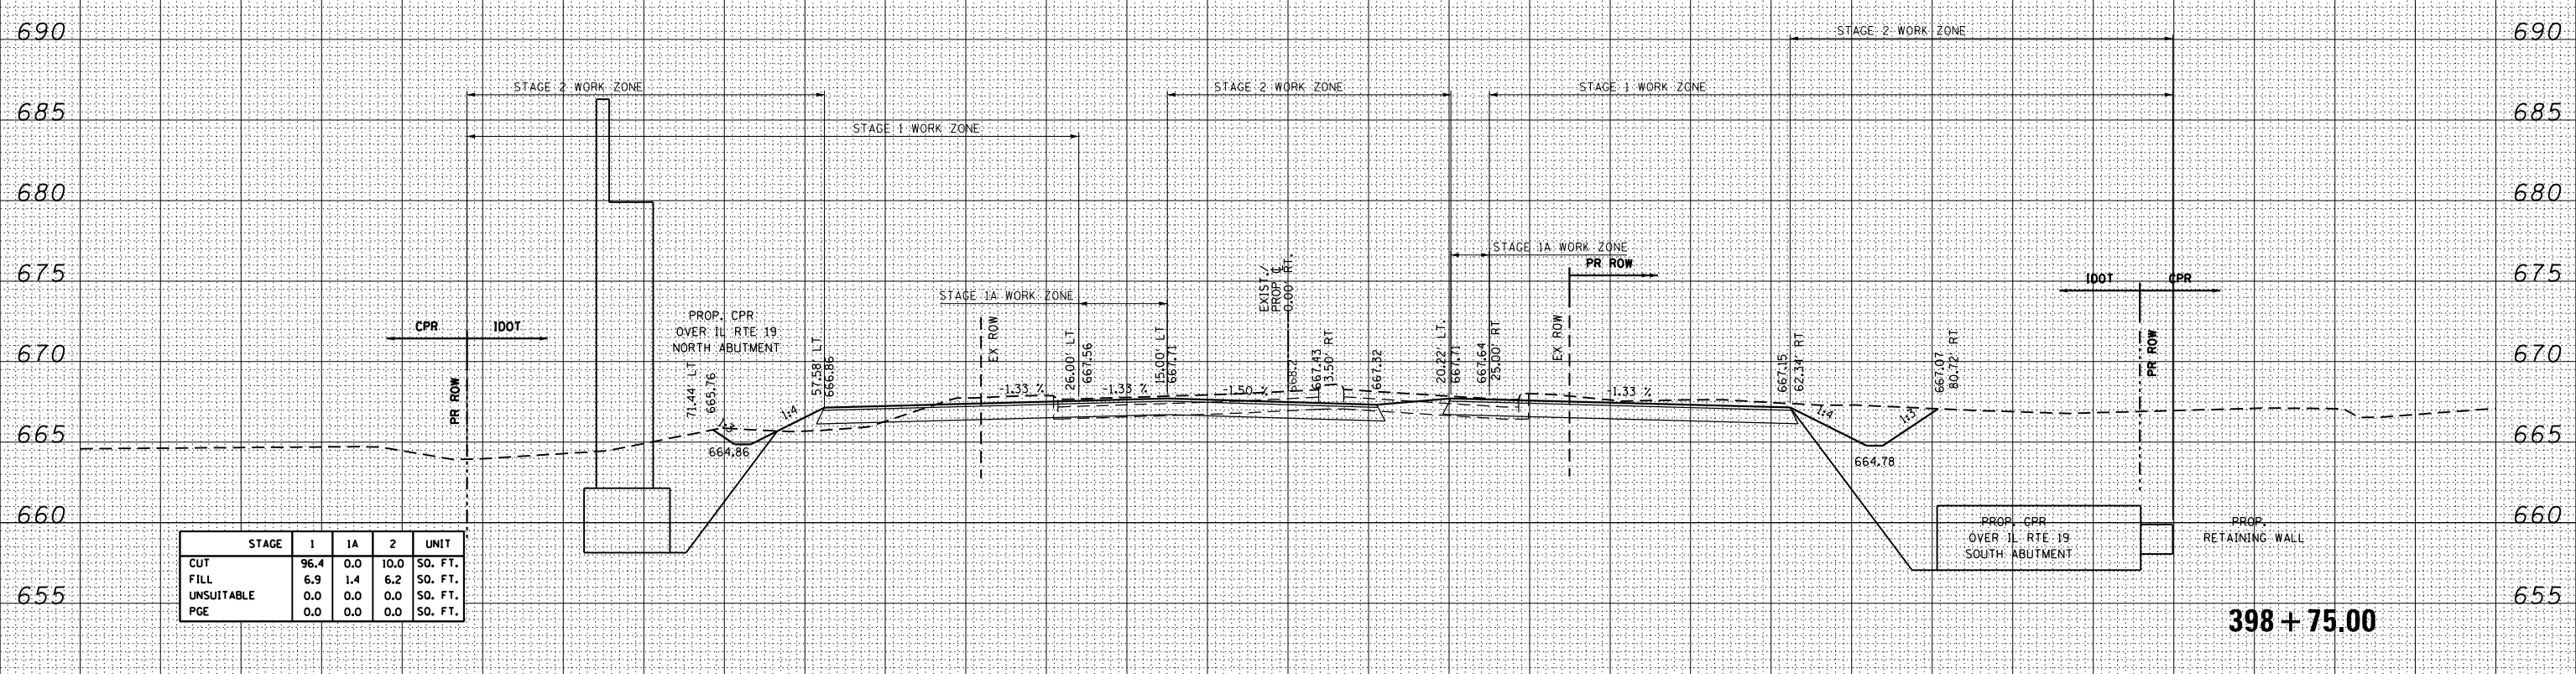 690
690
STAGE 2 WORK ZONE
STAGE 2 WORK ZONE
STAGE 2 WORK ZONE
STAGE 1 WORK ZONE
685
685
STAGE 1 WORK ZONE
680
680
STAGE 1A WORK ZONE
PR ROW
675
675
IDOT
CPR
EXIST./
PROP ℄
0.00' RT.
STAGE 1A WORK ZONE
PROP. CPR
OVER IL RTE 19
NORTH ABUTMENT
CPR
IDOT
670
670
PR ROW
71.44 LT
665.76
57.58' LT
666.86
EX ROW
26.00' LT
667.56
15.00' LT
667.71
668.2
667.43
13.50' RT
667.32
20.22' LT.
667.71
667.64
25.00' RT
EX ROW
667.15
62.34' RT
667.07
80.72' RT
PR ROW
-1.33 %
-1.33 %
-1.50 %
-1.33 %
1:3
1:4
1:4
1:3
665
665
664.86
664.78
660
660
PROP. CPR
OVER IL RTE 19
SOUTH ABUTMENT
PROP.
RETAINING WALL
STAGE 1 1A 2 UNIT
CUT 96.4 0.0 10.0 SQ. FT.
FILL 6.9 1.4 6.2 SQ. FT.
UNSUITABLE 0.0 0.0 0.0 SQ. FT.
PGE 0.0 0.0 0.0 SQ. FT.
655
655
398 + 75.00